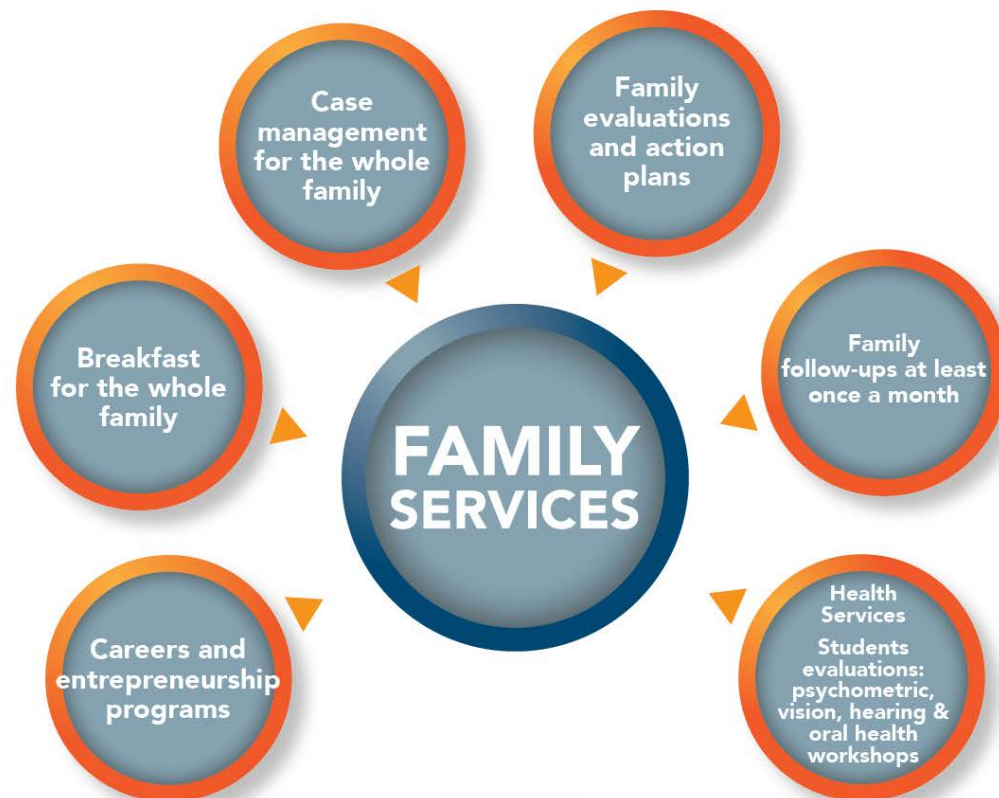 Case
management
for the whole
family
Family
evaluations
and action
plans
Breakfast
for the whole
family
Family
follow-ups at least
once a month
FAMILY
SERVICES
Careers and
entrepreneurship
programs
Health
Services
Students
evaluations:
psychometric,
vision, hearing &
oral health
workshops